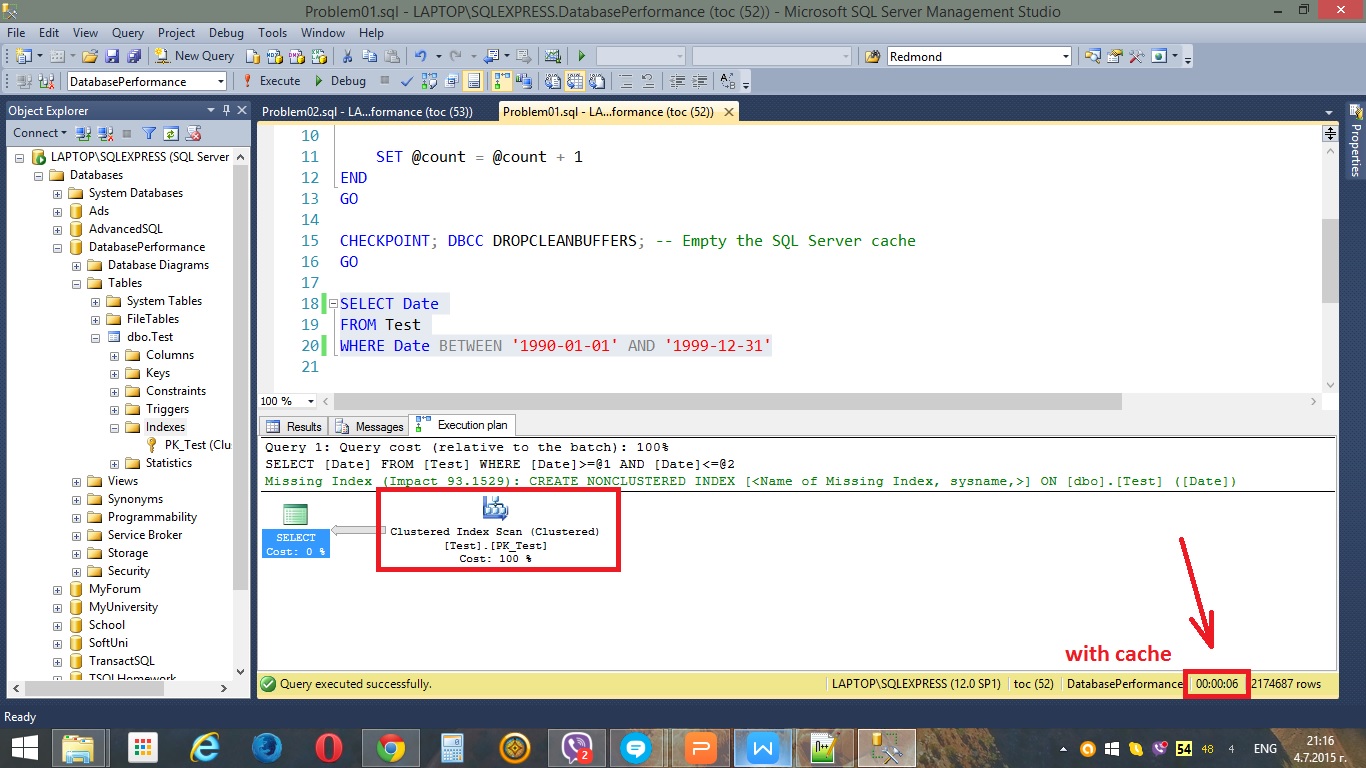 Problem01.sql - LAPTOP\SQLEXPRESS.DatabasePerformance (toc (52)) - Microsoft SQL Server Management Studio
File Edit View Query Project Debug Tools Window Help
New Query
Redmond
DatabasePerformance
Execute
Debug
Object Explorer
Connect
LAPTOP\SQLEXPRESS (SQL Server
Databases
System Databases
Ads
AdvancedSQL
DatabasePerformance
Database Diagrams
Tables
System Tables
FileTables
dbo.Test
Columns
Keys
Constraints
Triggers
Indexes
PK_Test (Clu
Statistics
Views
Synonyms
Programmability
Service Broker
Storage
Security
MyForum
MyUniversity
School
SoftUni
TransactSQL
TSQLHomework
Problem02.sql - LA...formance (toc (53))
Problem01.sql - LA...formance (toc (52))
10
11 SET @count = @count + 1
12 END
13 GO
14
15 CHECKPOINT; DBCC DROPCLEANBUFFERS; -- Empty the SQL Server cache
16 GO
17
18 SELECT Date
19 FROM Test
20 WHERE Date BETWEEN '1990-01-01' AND '1999-12-31'
21
100 %
Results Messages Execution plan
Query 1: Query cost (relative to the batch): 100%
SELECT [Date] FROM [Test] WHERE [Date]>=@1 AND [Date]<=@2
Missing Index (Impact 93.1529): CREATE NONCLUSTERED INDEX [<Name of Missing Index, sysname,>] ON [dbo].[Test] ([Date])
SELECT
Cost: 0 %
Clustered Index Scan (Clustered)
[Test].[PK_Test]
Cost: 100 %
with cache
Query executed successfully.
LAPTOP\SQLEXPRESS (12.0 SP1) toc (52) DatabasePerformance 00:00:06 2174687 rows
Properties
Ready
2
54 48 4 ENG
21:16
4.7.2015 г.